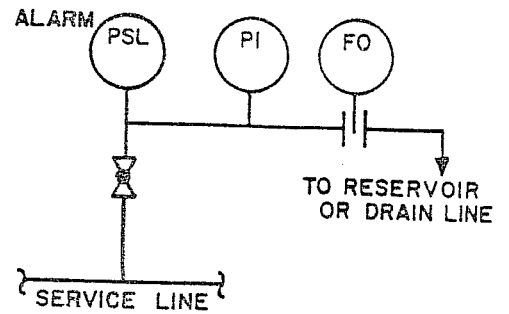 ALARM
PSL
PI
FO
TO RESERVOIR
OR DRAIN LINE
SERVICE LINE